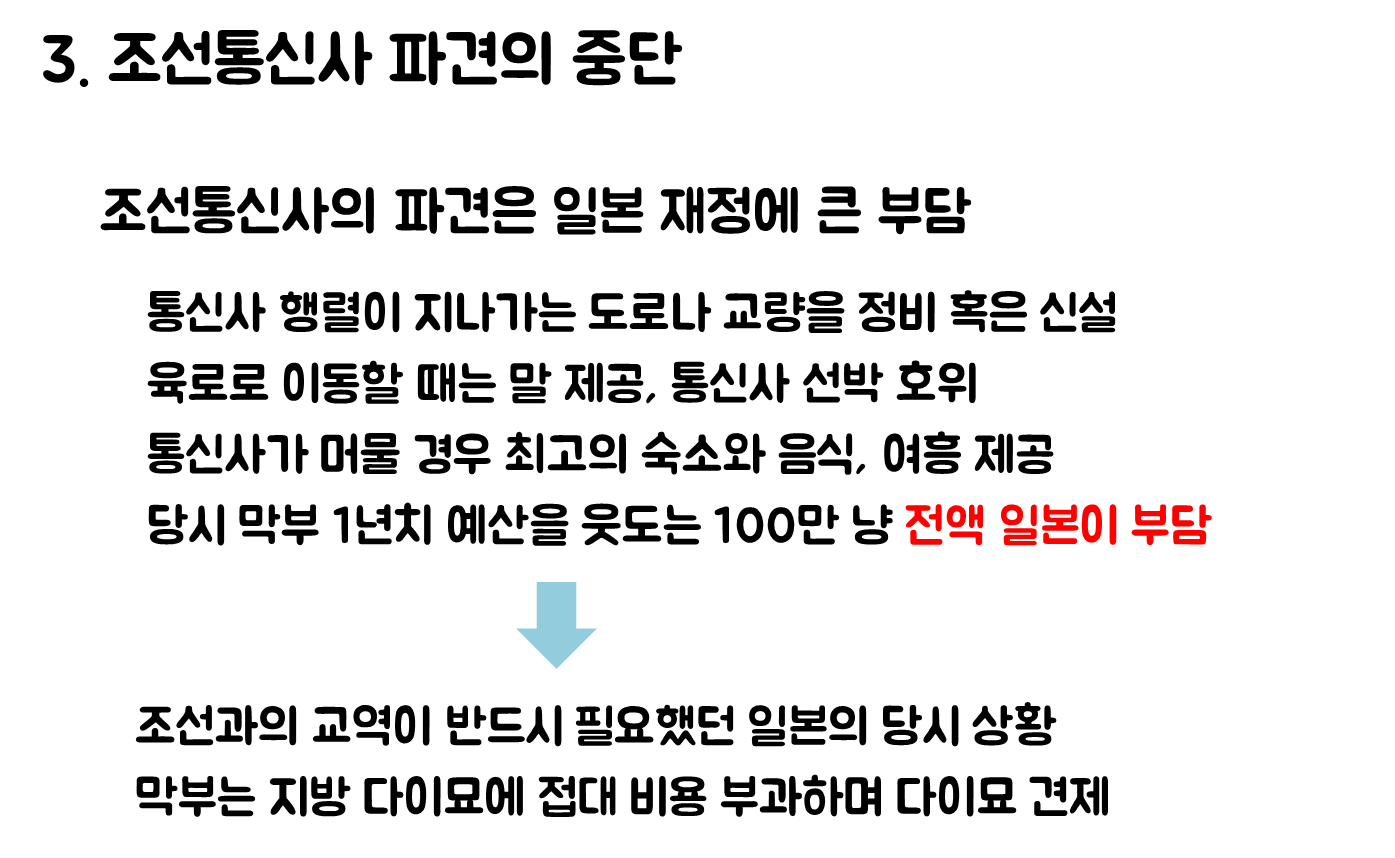 3. 조선통신사 파견의 중단
조선통신사의 파견은 일본 재정에 큰 부담
통신사 행렬이 지나가는 도로나 교량을 정비 혹은 신설
육로로 이동할 때는 말 제공, 통신사 선박 호위
통신사가 머물 경우 최고의 숙소와 음식, 여흥 제공
당시 막부 1년치 예산을 웃도는 100만 냥 전액 일본이 부담
조선과의 교역이 반드시 필요했던 일본의 당시 상황
막부는 지방 다이묘에 접대 비용 부과하며 다이묘 견제